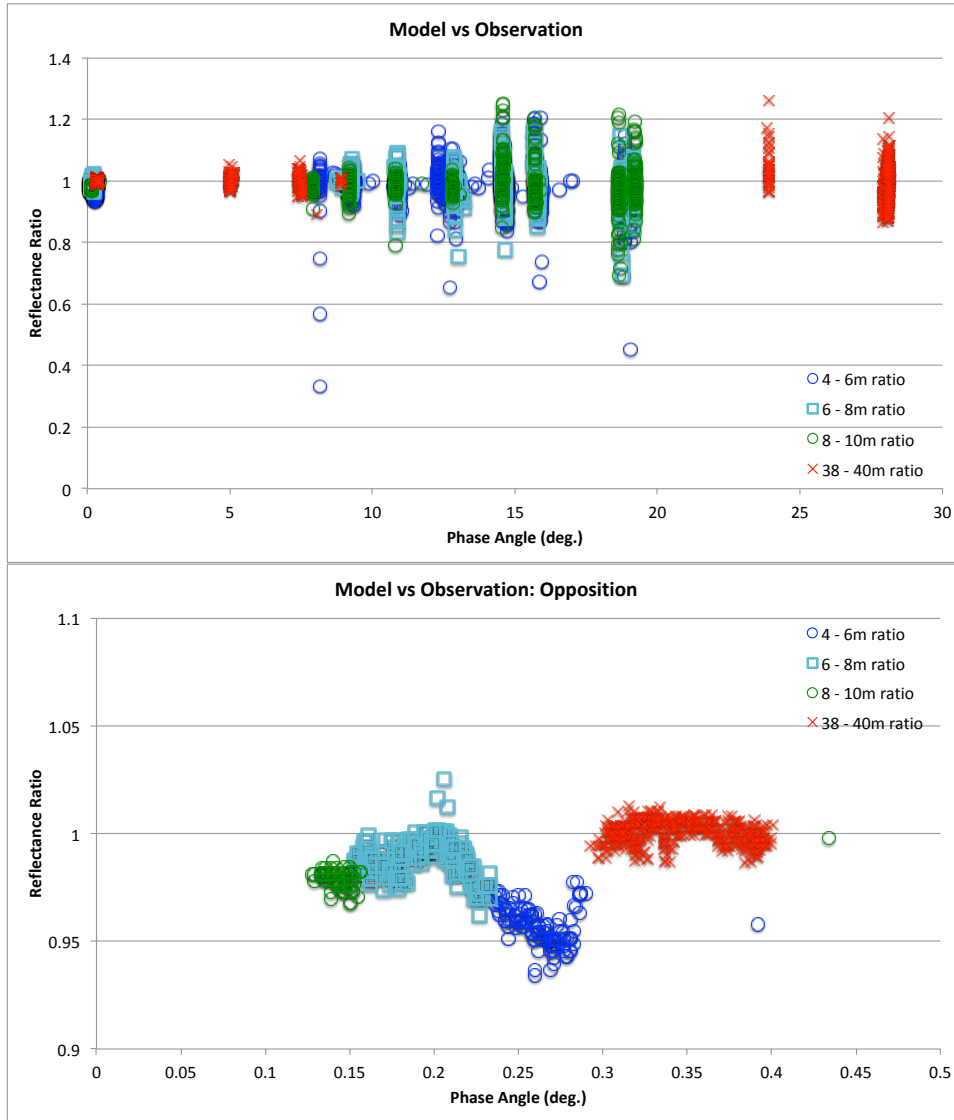 Model vs Observation
1.4
1.2
1
0.8
0.6
0.4
0.2
0
Reflectance Ratio
0 5 10 15 20 25 30
Phase Angle (deg.)
4 - 6m ratio
6 - 8m ratio
8 - 10m ratio
38 - 40m ratio
Model vs Observation: Opposition
1.1
1.05
1
0.95
0.9
Reflectance Ratio
0 0.05 0.1 0.15 0.2 0.25 0.3 0.35 0.4 0.45 0.5
Phase Angle (deg.)
4 - 6m ratio
6 - 8m ratio
8 - 10m ratio
38 - 40m ratio